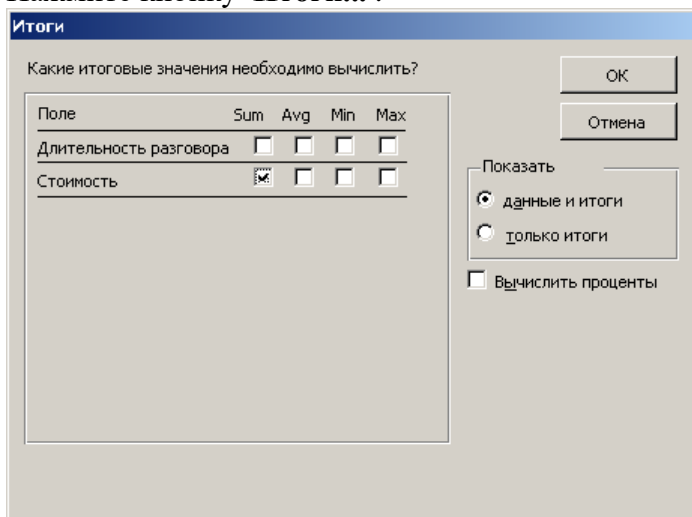 Итоги
Какие итоговые значения необходимо вычислить?
ОК
Отмена
Поле Sum Avg Min Max
Длительность разговора
Стоимость
Показать
данные и итоги
только итоги
Вычислить проценты